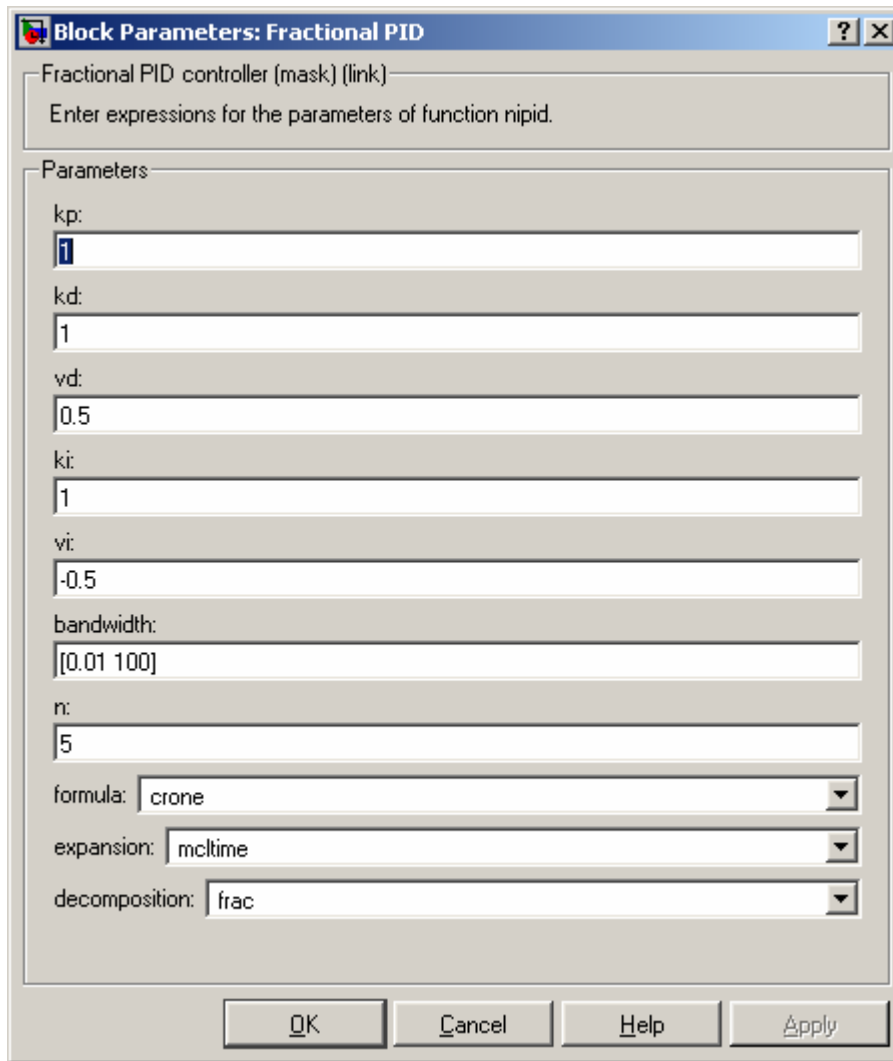 Block Parameters: Fractional PID
Fractional PID controller (mask) (link)
Enter expressions for the parameters of function nipid.
Parameters
kp:
1
kd:
1
vd:
0.5
ki:
1
vi:
-0.5
bandwidth:
[0.01 100]
n:
5
formula: crone
expansion: mcltime
decomposition: frac
OK Cancel Help Apply